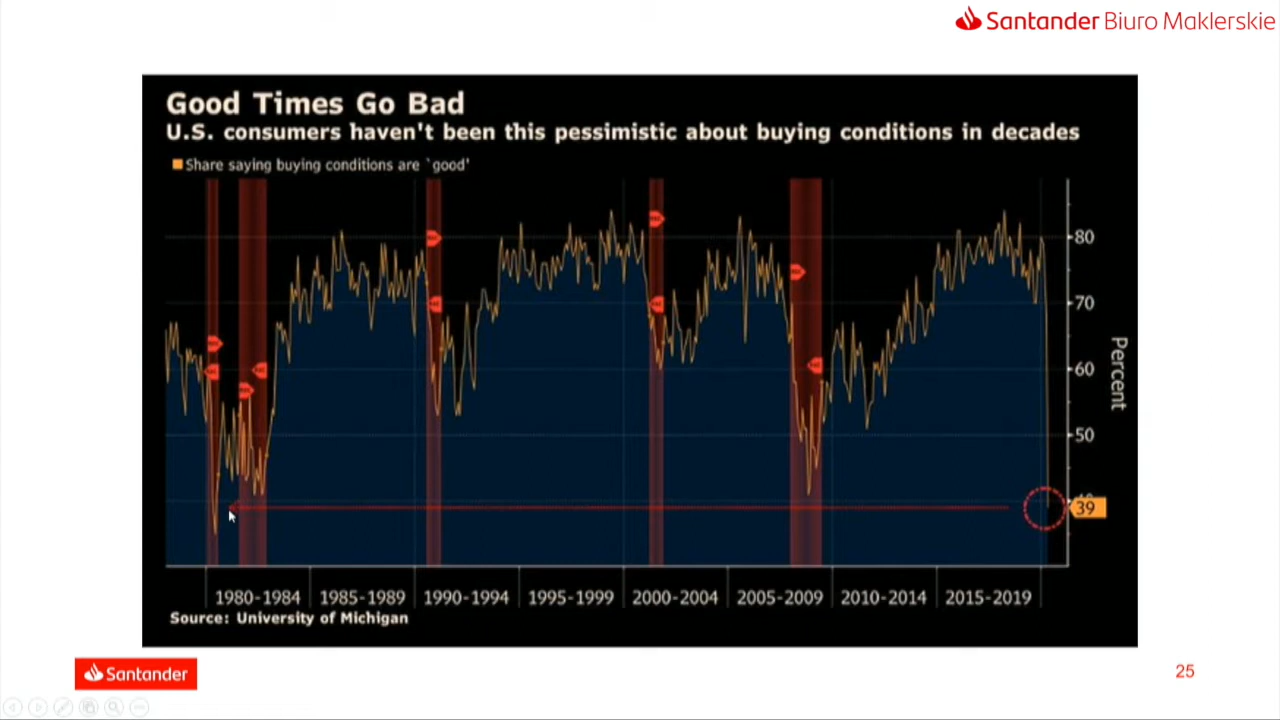 Santander Biuro Maklerskie
Good Times Go Bad
U.S. consumers haven't been this pessimistic about buying conditions in decades
Share saying buying conditions are `good'
80
70
60
50
39
Percent
1980-1984 1985-1989 1990-1994 1995-1999 2000-2004 2005-2009 2010-2014 2015-2019
Source: University of Michigan
Santander
25